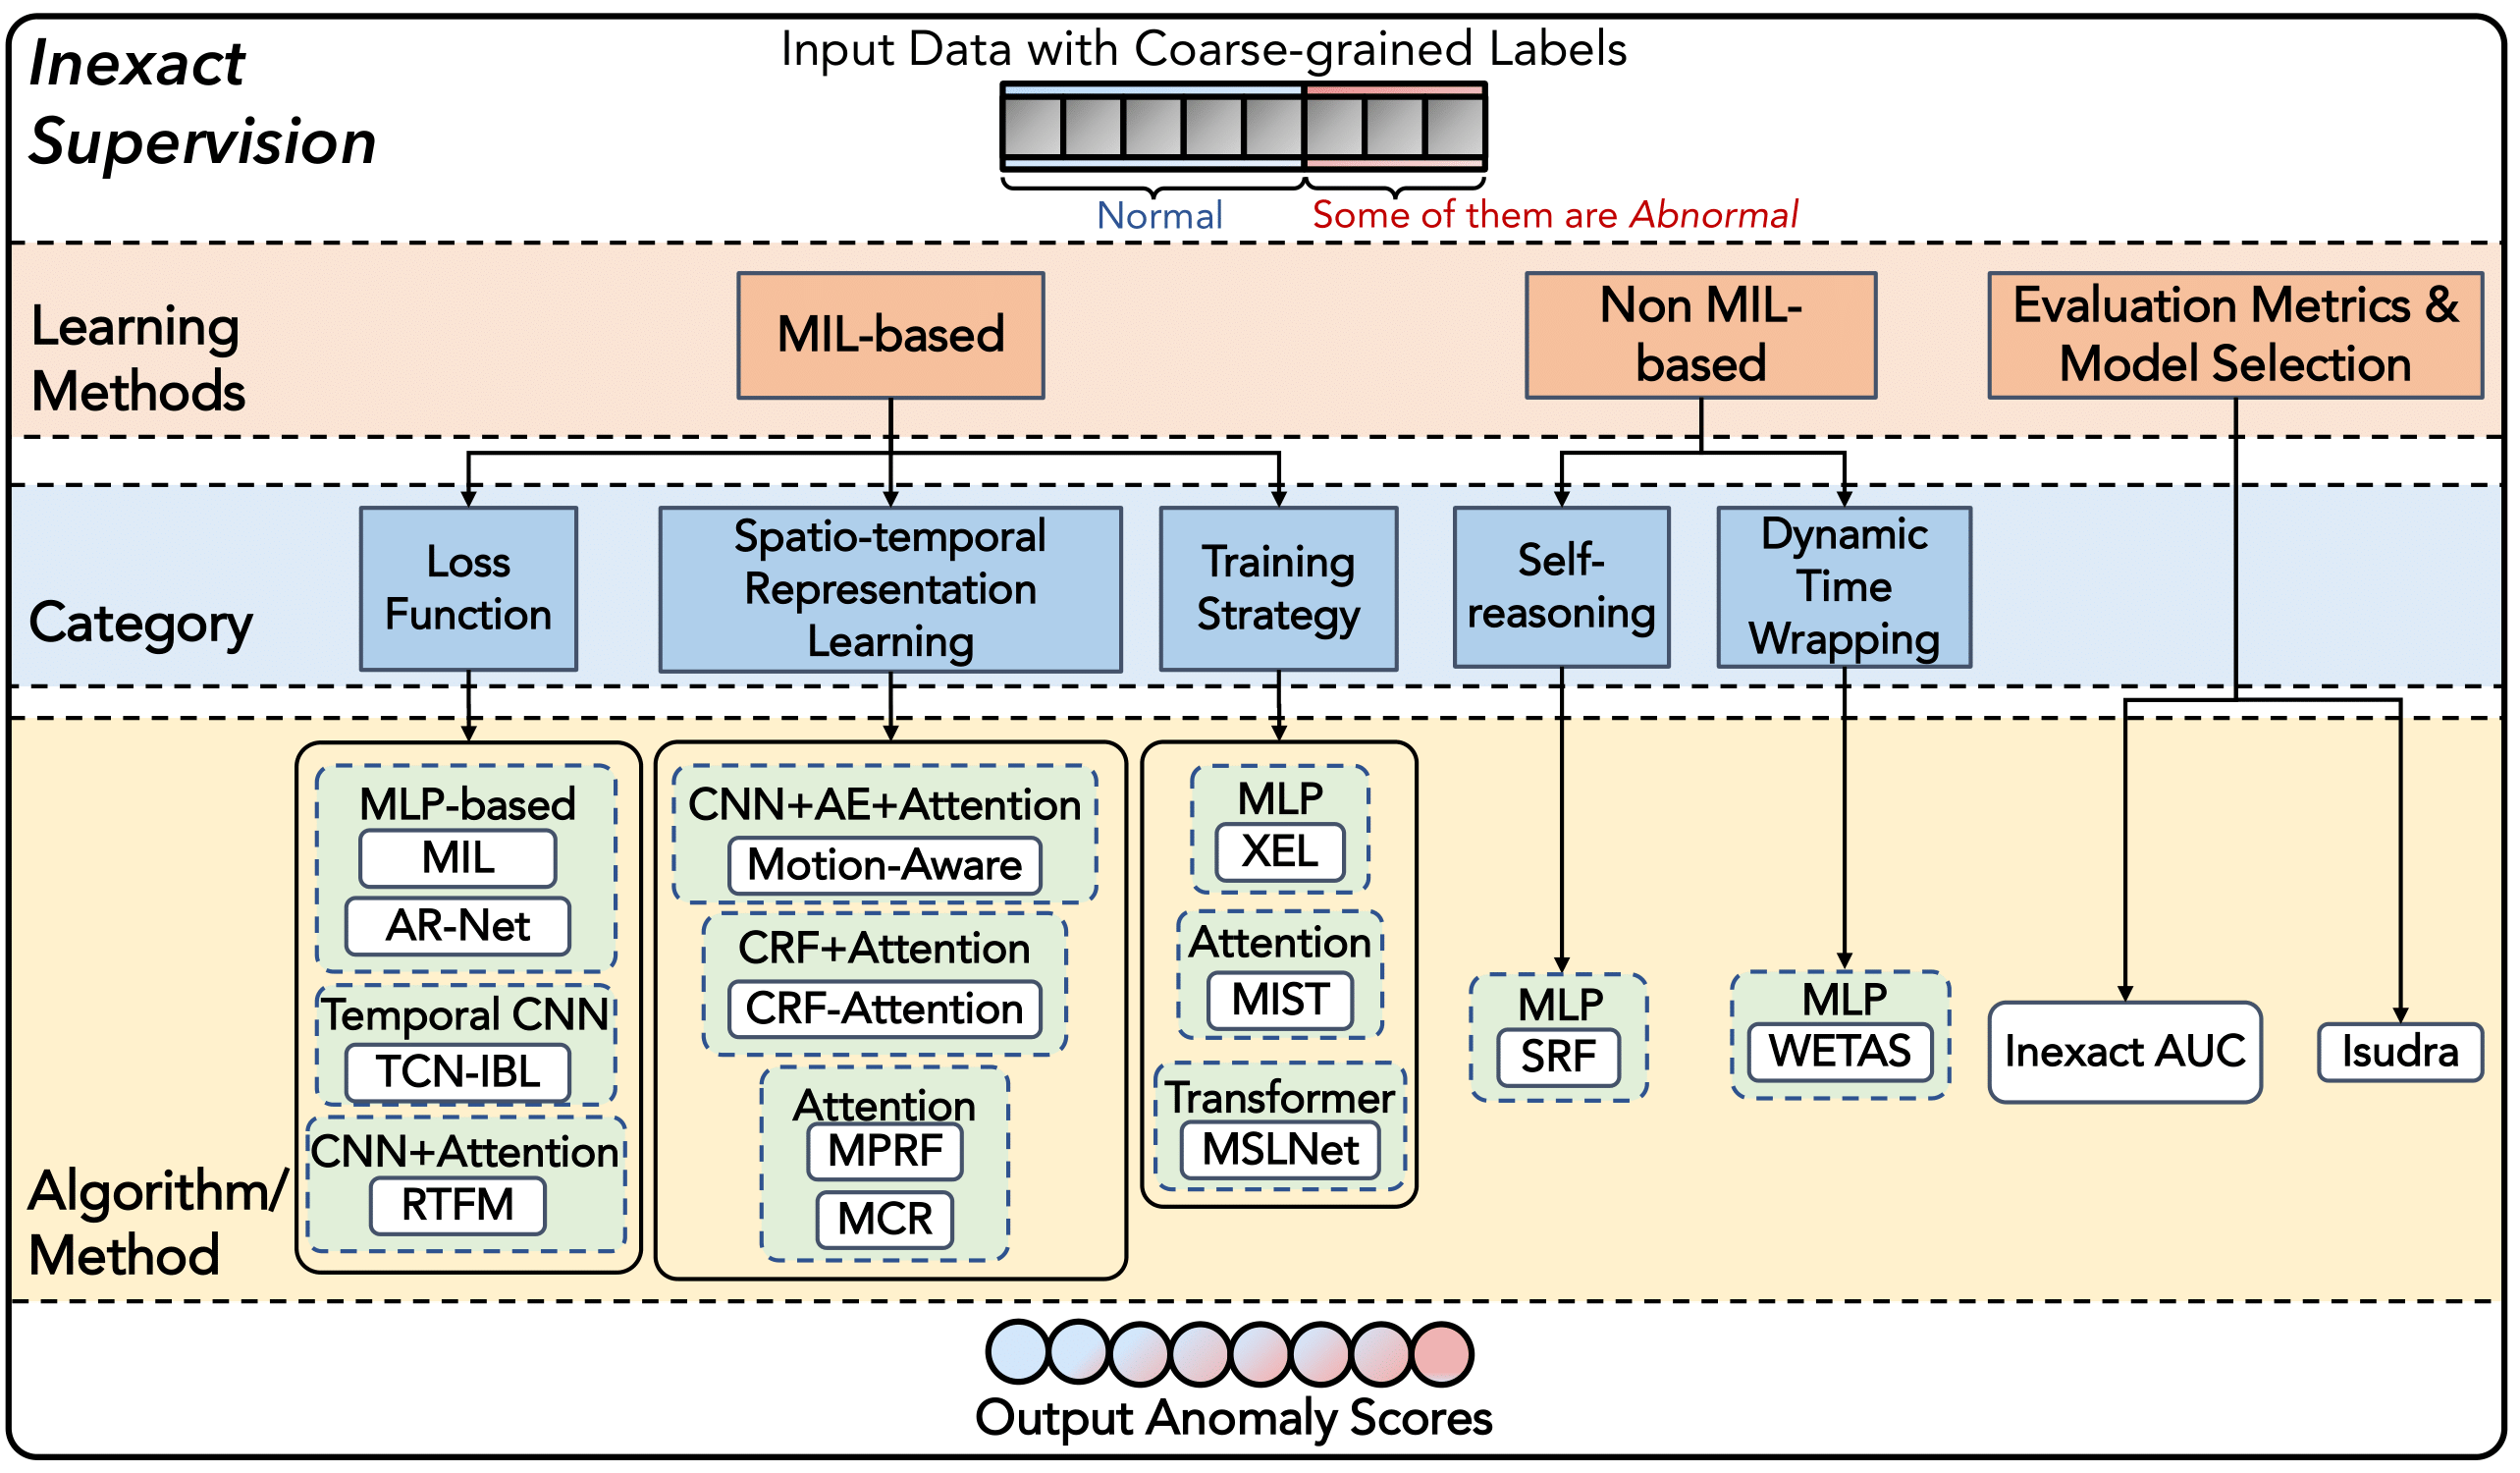 Inexact
Supervision
Input Data with Coarse-grained Labels
Normal
Some of them are Abnormal
Learning
Methods
MIL-based
Non MIL-
based
Evaluation Metrics &
Model Selection
Category
Loss
Function
Spatio-temporal
Representation
Learning
Training
Strategy
Self-
reasoning
Dynamic
Time
Wrapping
Algorithm/
Method
MLP-based
MIL
AR-Net
Temporal CNN
TCN-IBL
CNN+Attention
RTFM
CNN+AE+Attention
Motion-Aware
CRF+Attention
CRF-Attention
Attention
MPRF
MCR
MLP
XEL
Attention
MIST
Transformer
MSLNet
MLP
SRF
MLP
WETAS
Inexact AUC
Isudra
Output Anomaly Scores